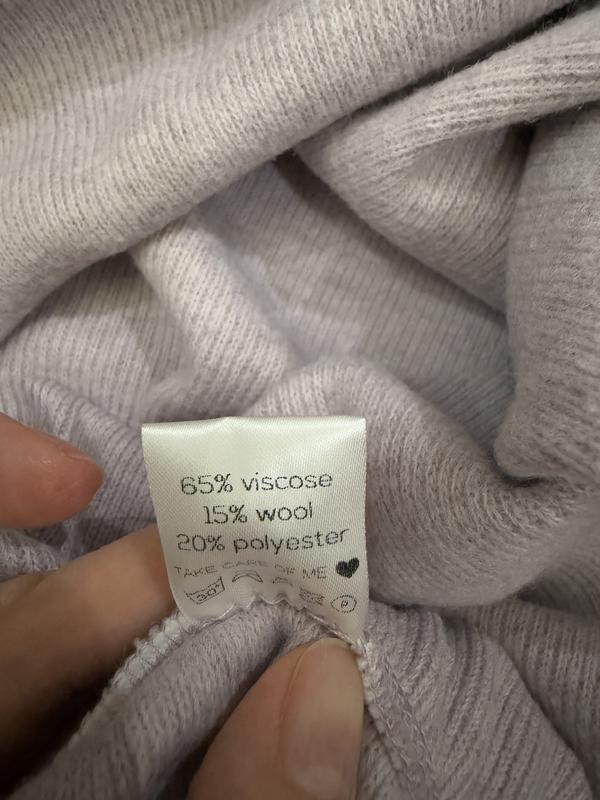 65% viscose
15% wool
20% polyester
TAKE CARE OF ME
30°
P